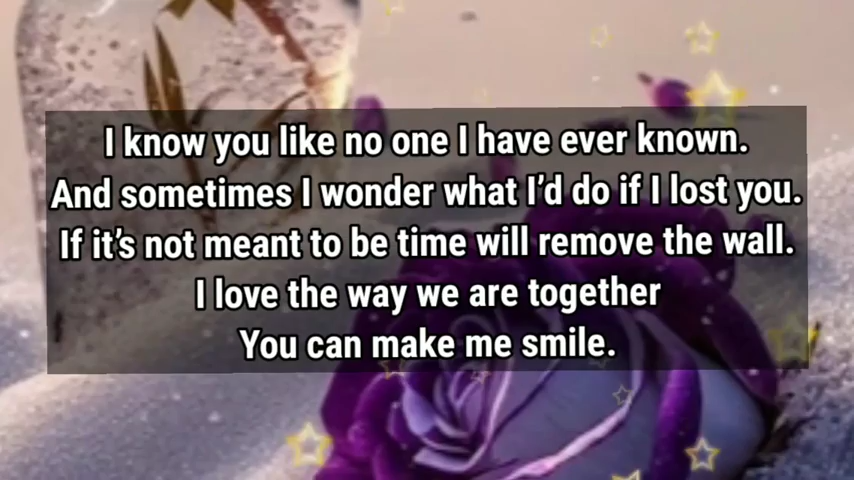 I know you like no one I have ever known.
And sometimes I wonder what I'd do if I lost you.
If it's not meant to be time will remove the wall.
I love the way we are together
You can make me smile.